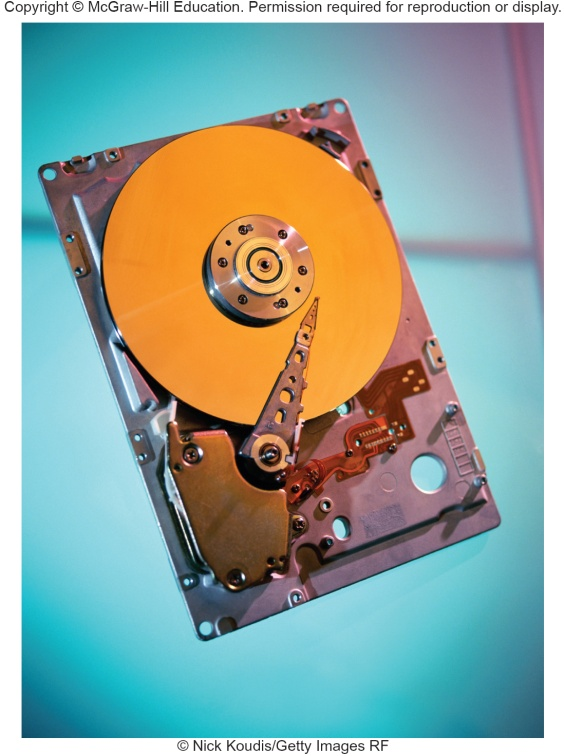 Copyright © McGraw-Hill Education. Permission required for reproduction or display.
© Nick Koudis/Getty Images RF